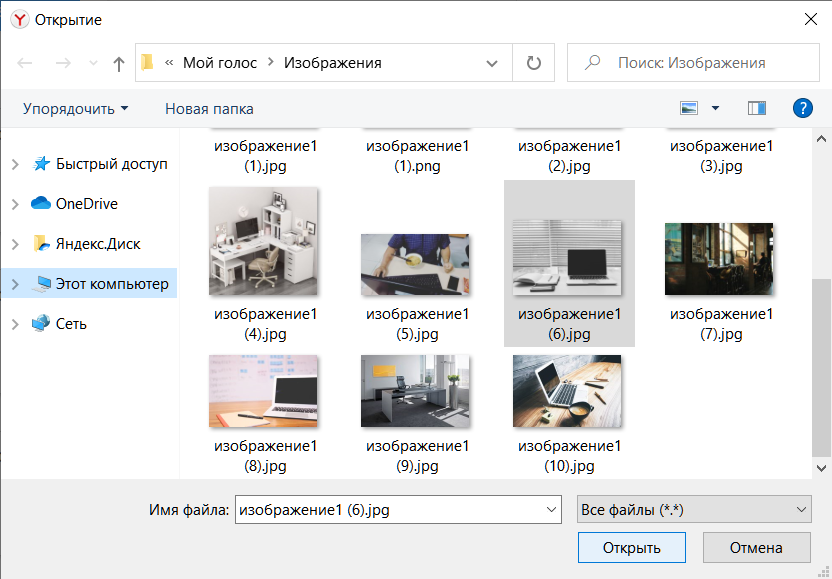 Открытие
« Мой голос > Изображения
Поиск: Изображения
Упорядочить
Новая папка
?
Быстрый доступ
OneDrive
Яндекс.Диск
Этот компьютер
Сеть
изображение1
(1).jpg
изображение1
(1).png
изображение1
(2).jpg
изображение1
(3).jpg
изображение1
(4).jpg
изображение1
(5).jpg
изображение1
(6).jpg
изображение1
(7).jpg
изображение1
(8).jpg
изображение1
(9).jpg
изображение1
(10).jpg
Имя файла: изображение1 (6).jpg
Все файлы (*.*)
Открыть
Отмена